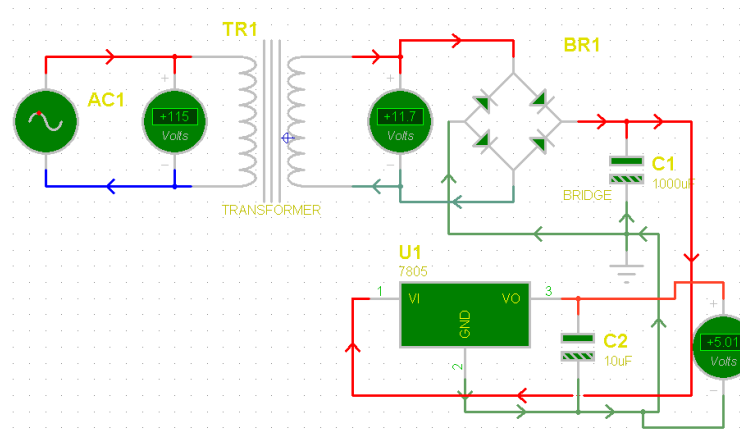 TR1
BR1
AC1
+
+115
Volts
−
+
+11.7
Volts
−
C1
1000uF
BRIDGE
TRANSFORMER
U1
7805
1
VI
VO
3
GND
2
C2
10uF
+
+5.01
Volts
−